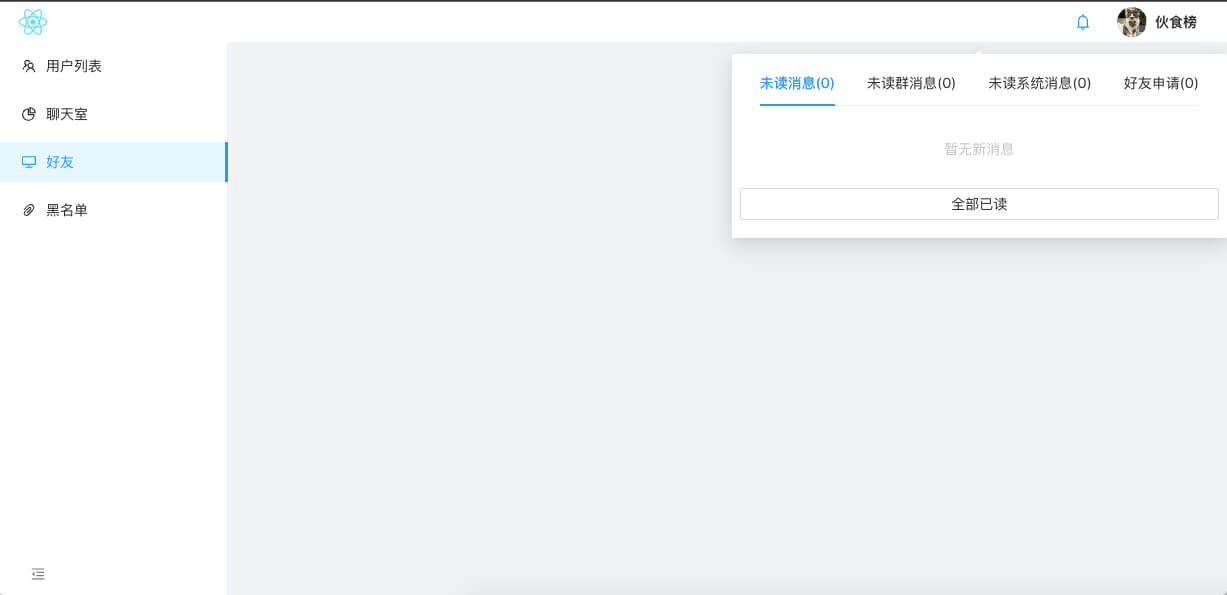 伙食榜
用户列表
聊天室
好友
黑名单
未读消息(0) 未读群消息(0) 未读系统消息(0) 好友申请(0)
暂无新消息
全部已读